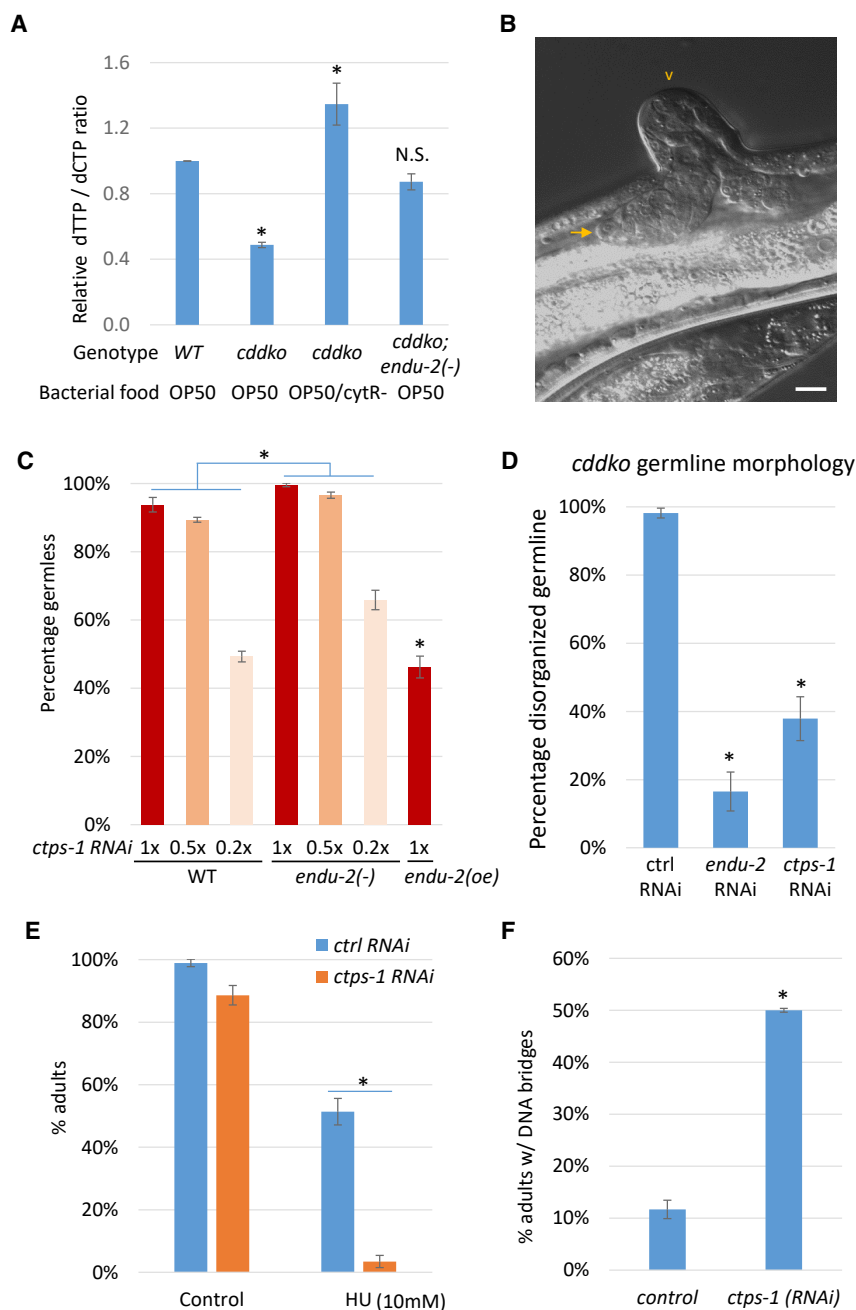 A
Relative dTTP / dCTP ratio
1.6
1.2
0.8
0.4
0.0
*
*
N.S.
Genotype WT cddko cddko cddko; endu-2(-)
Bacterial food OP50 OP50 OP50/cytR- OP50
B
v
C
Percentage germless
100%
80%
60%
40%
20%
0%
*
*
ctps-1 RNAi 1x 0.5x 0.2x 1x 0.5x 0.2x 1x
WT endu-2(-) endu-2(oe)
D
cddko germline morphology
Percentage disorganized germline
100%
80%
60%
40%
20%
0%
*
*
ctrl RNAi endu-2 RNAi ctps-1 RNAi
E
% adults
100%
80%
60%
40%
20%
0%
ctrl RNAi
ctps-1 RNAi
*
Control HU (10mM)
F
% adults w/ DNA bridges
60%
50%
40%
30%
20%
10%
0%
*
control ctps-1 (RNAi)